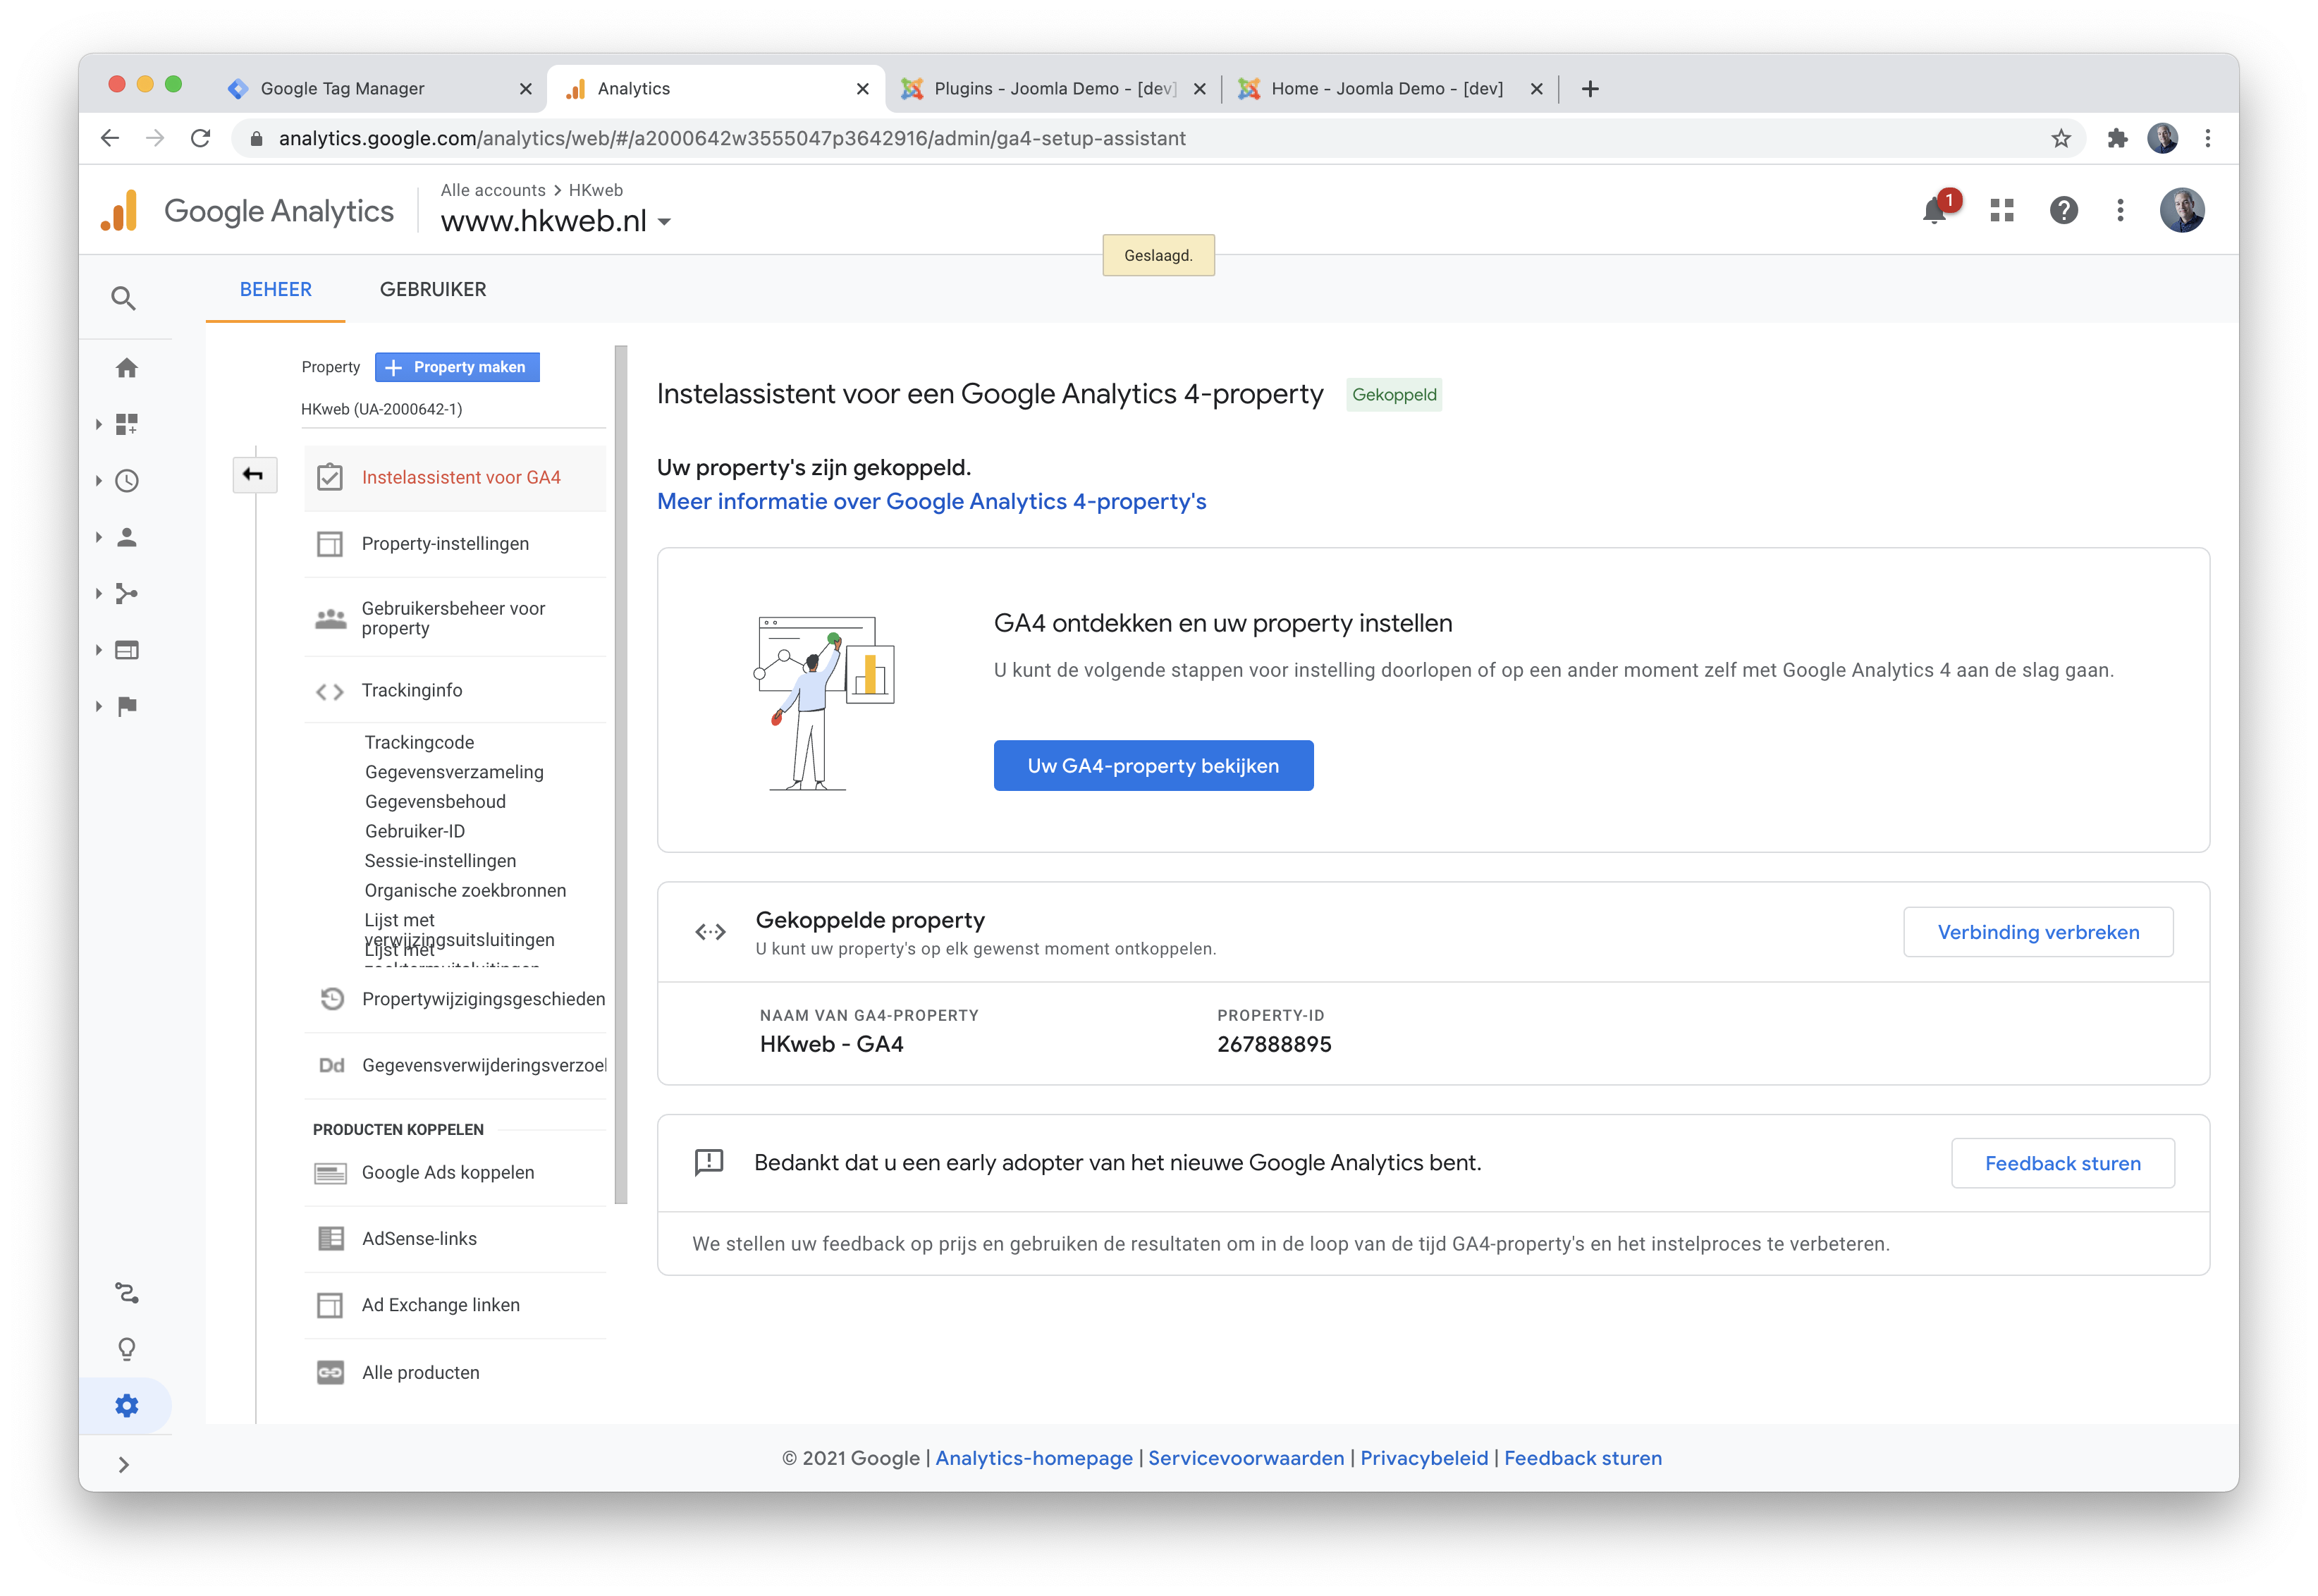 Google Tag Manager
Analytics
Plugins - Joomla Demo - [dev]
Home - Joomla Demo - [dev]
analytics.google.com/analytics/web/#/a2000642w3555047p3642916/admin/ga4-setup-assistant
Google Analytics
Alle accounts > HKweb
www.hkweb.nl
1
Geslaagd.
BEHEER
GEBRUIKER
Property
Property maken
HKweb (UA-2000642-1)
Instelassistent voor GA4
Property-instellingen
Gebruikersbeheer voor
property
Trackinginfo
Trackingcode
Gegevensverzameling
Gegevensbehoud
Gebruiker-ID
Sessie-instellingen
Organische zoekbronnen
Lijst met
verwijzingsuitsluitingen
Lijst met
Propertywijzigingsgeschieden
Dd
Gegevensverwijderingsverzoe
PRODUCTEN KOPPELEN
Google Ads koppelen
AdSense-links
Ad Exchange linken
Alle producten
Instelassistent voor een Google Analytics 4-property
Gekoppeld
Uw property's zijn gekoppeld.
Meer informatie over Google Analytics 4-property's
GA4 ontdekken en uw property instellen
U kunt de volgende stappen voor instelling doorlopen of op een ander moment zelf met Google Analytics 4 aan de slag gaan.
Uw GA4-property bekijken
Gekoppelde property
U kunt uw property's op elk gewenst moment ontkoppelen.
Verbinding verbreken
NAAM VAN GA4-PROPERTY
HKweb - GA4
PROPERTY-ID
267888895
Bedankt dat u een early adopter van het nieuwe Google Analytics bent.
Feedback sturen
We stellen uw feedback op prijs en gebruiken de resultaten om in de loop van de tijd GA4-property's en het instelproces te verbeteren.
© 2021 Google | Analytics-homepage | Servicevoorwaarden | Privacybeleid | Feedback sturen